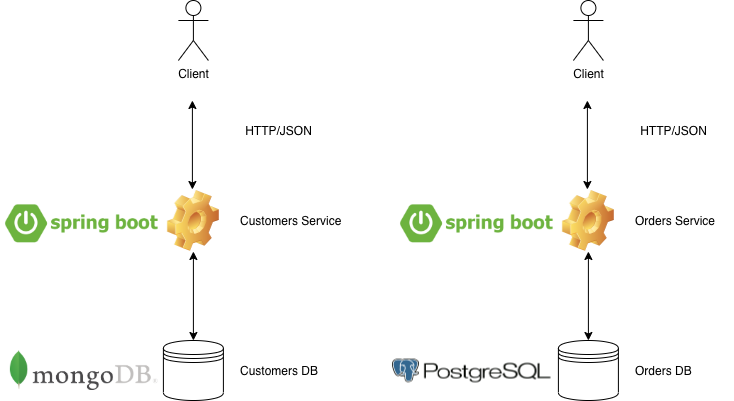 Client
Client
HTTP/JSON
HTTP/JSON
spring boot
Customers Service
spring boot
Orders Service
mongoDB.
Customers DB
PostgreSQL
Orders DB